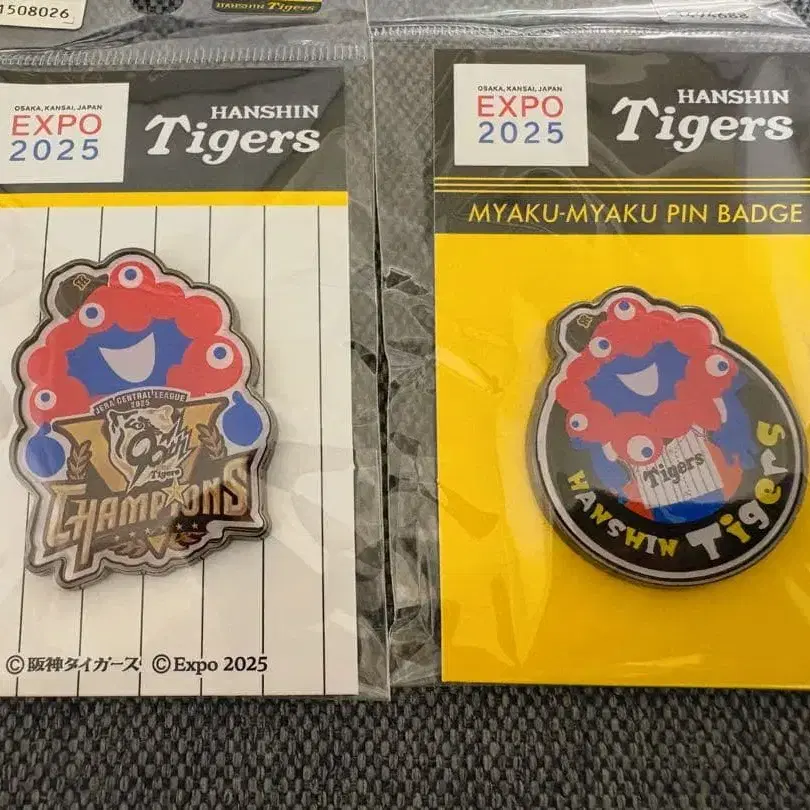 1508026
HANSHIN Tigers
OSAKA, KANSAI, JAPAN
EXPO
2025
HANSHIN
Tigers
JERA CENTRAL LEAGUE
2025
Tigers
CHAMPIONS
©阪神タイガース ©Expo 2025
OSAKA, KANSAI, JAPAN
EXPO
2025
HANSHIN
Tigers
MYAKU-MYAKU PIN BADGE
Tigers
HANSHIN Tigers